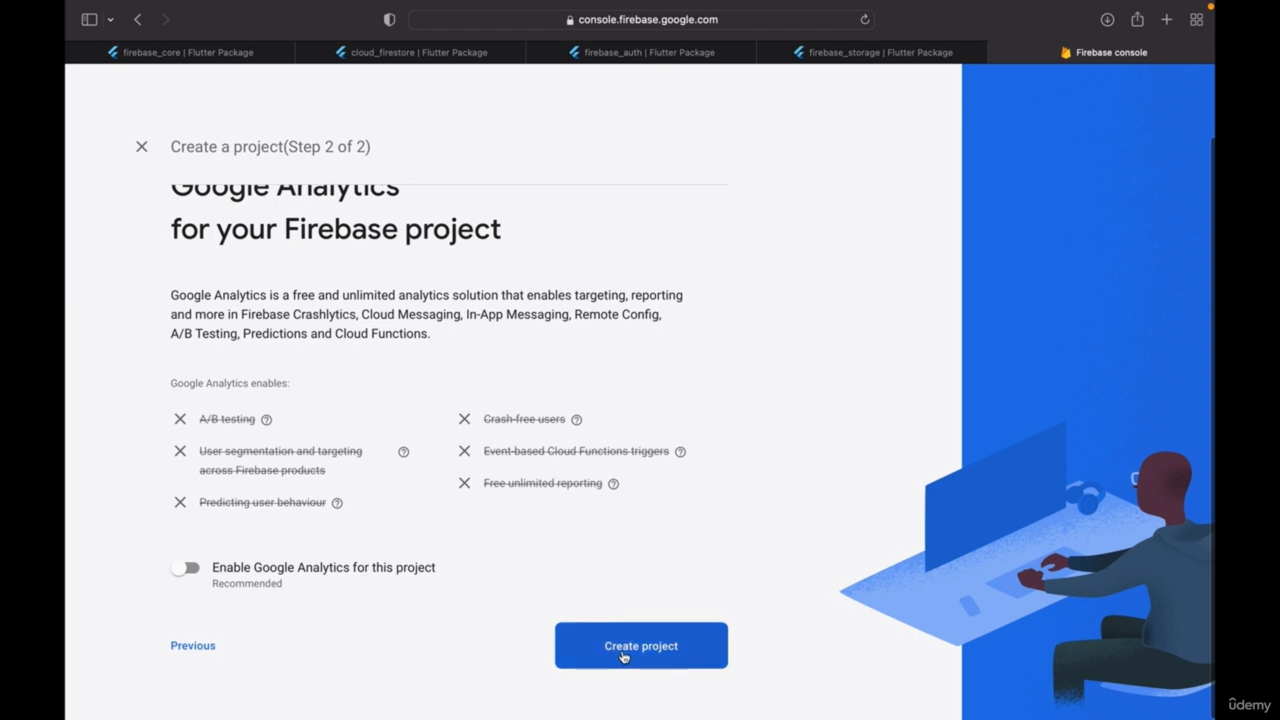 console.firebase.google.com
firebase_core | Flutter Package
cloud_firestore | Flutter Package
firebase_auth | Flutter Package
firebase_storage | Flutter Package
Firebase console
Create a project(Step 2 of 2)
Google Analytics
for your Firebase project
Google Analytics is a free and unlimited analytics solution that enables targeting, reporting
and more in Firebase Crashlytics, Cloud Messaging, In-App Messaging, Remote Config,
A/B Testing, Predictions and Cloud Functions.
Google Analytics enables:
A/B testing
Crash-free users
User segmentation and targeting
across Firebase products
Event-based Cloud Functions triggers
Free unlimited reporting
Predicting user behaviour
Enable Google Analytics for this project
Recommended
Previous
Create project
ûdemy